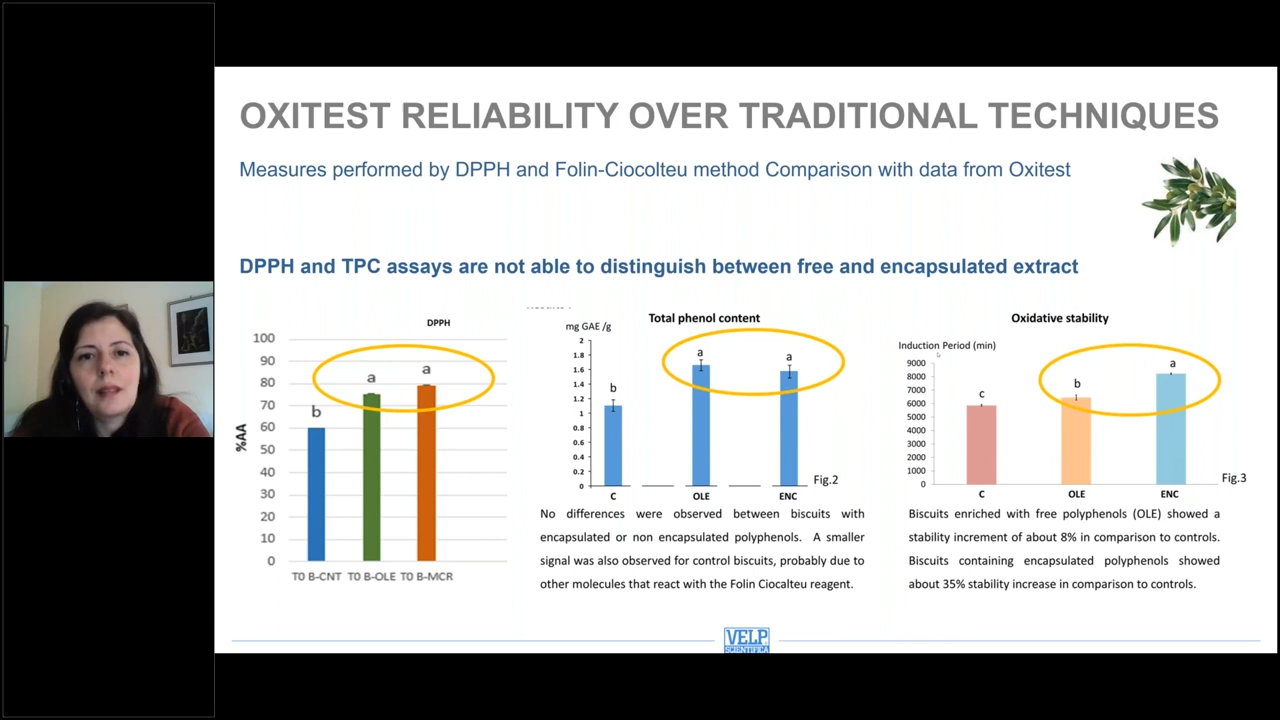 OXITEST RELIABILITY OVER TRADITIONAL TECHNIQUES
Measures performed by DPPH and Folin-Ciocolteu method Comparison with data from Oxitest
DPPH and TPC assays are not able to distinguish between free and encapsulated extract
DPPH
%AA
100
90
80
70
60
50
40
30
20
10
0
b
a
a
T0 B-CNT T0 B-OLE T0 B-MCR
Total phenol content
mg GAE /g
2
1.8
1.6
1.4
1.2
1
0.8
0.6
0.4
0.2
0
b
a
a
C OLE ENC
Fig.2
No differences were observed between biscuits with
encapsulated or non encapsulated polyphenols. A smaller
signal was also observed for control biscuits, probably due to
other molecules that react with the Folin Ciocalteu reagent.
Oxidative stability
Induction Period (min)
9000
8000
7000
6000
5000
4000
3000
2000
1000
0
c
b
a
C OLE ENC
Fig.3
Biscuits enriched with free polyphenols (OLE) showed a
stability increment of about 8% in comparison to controls.
Biscuits containing encapsulated polyphenols showed
about 35% stability increase in comparison to controls.
VELP
SCIENTIFICA